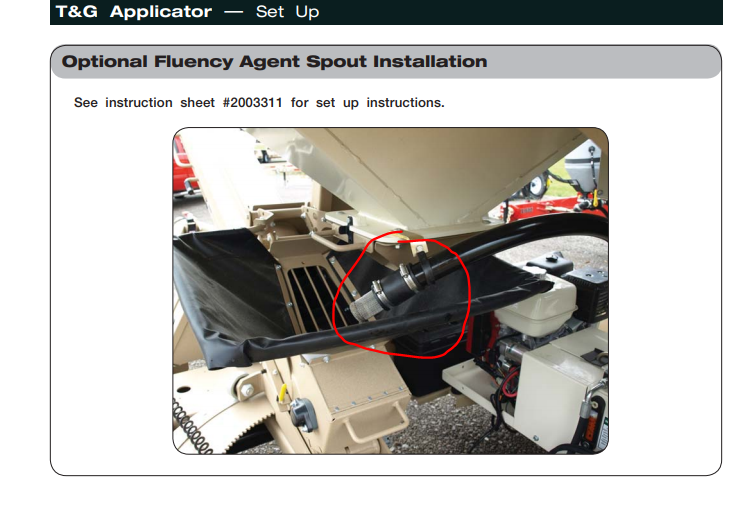 T&G Applicator — Set Up
Optional Fluency Agent Spout Installation
See instruction sheet #2003311 for set up instructions.